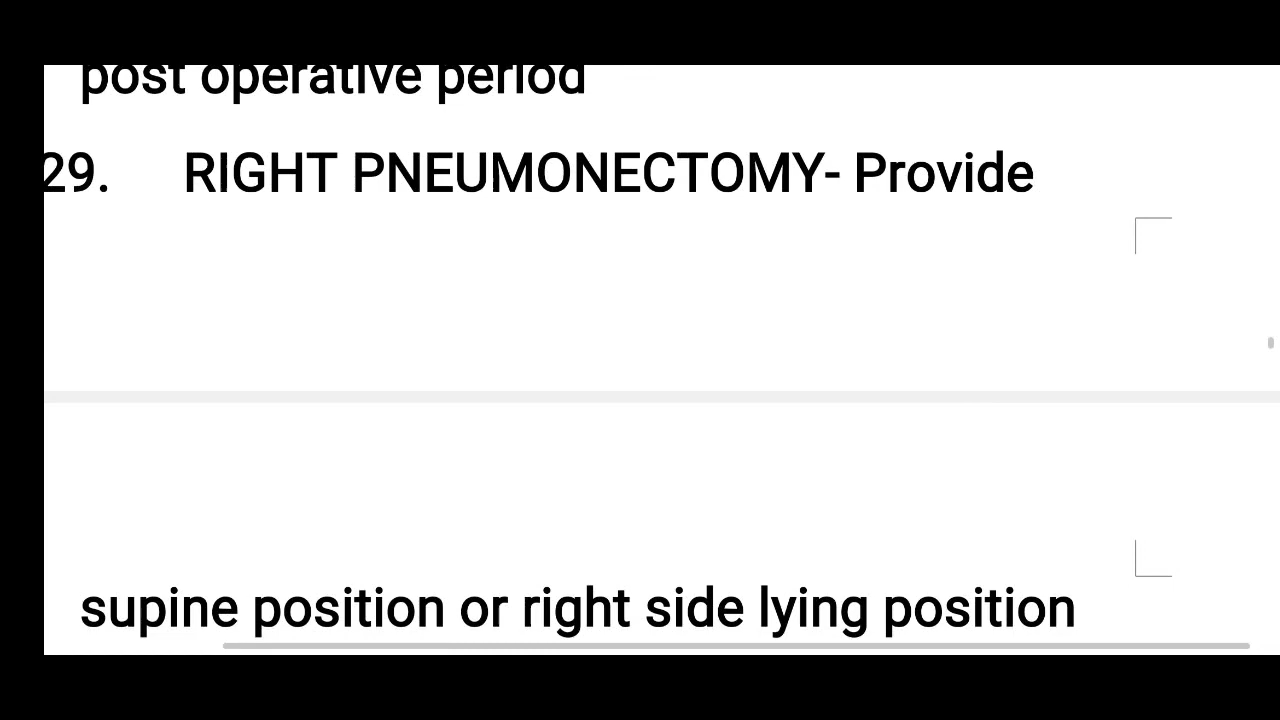 post operative period
29. RIGHT PNEUMONECTOMY- Provide
supine position or right side lying position